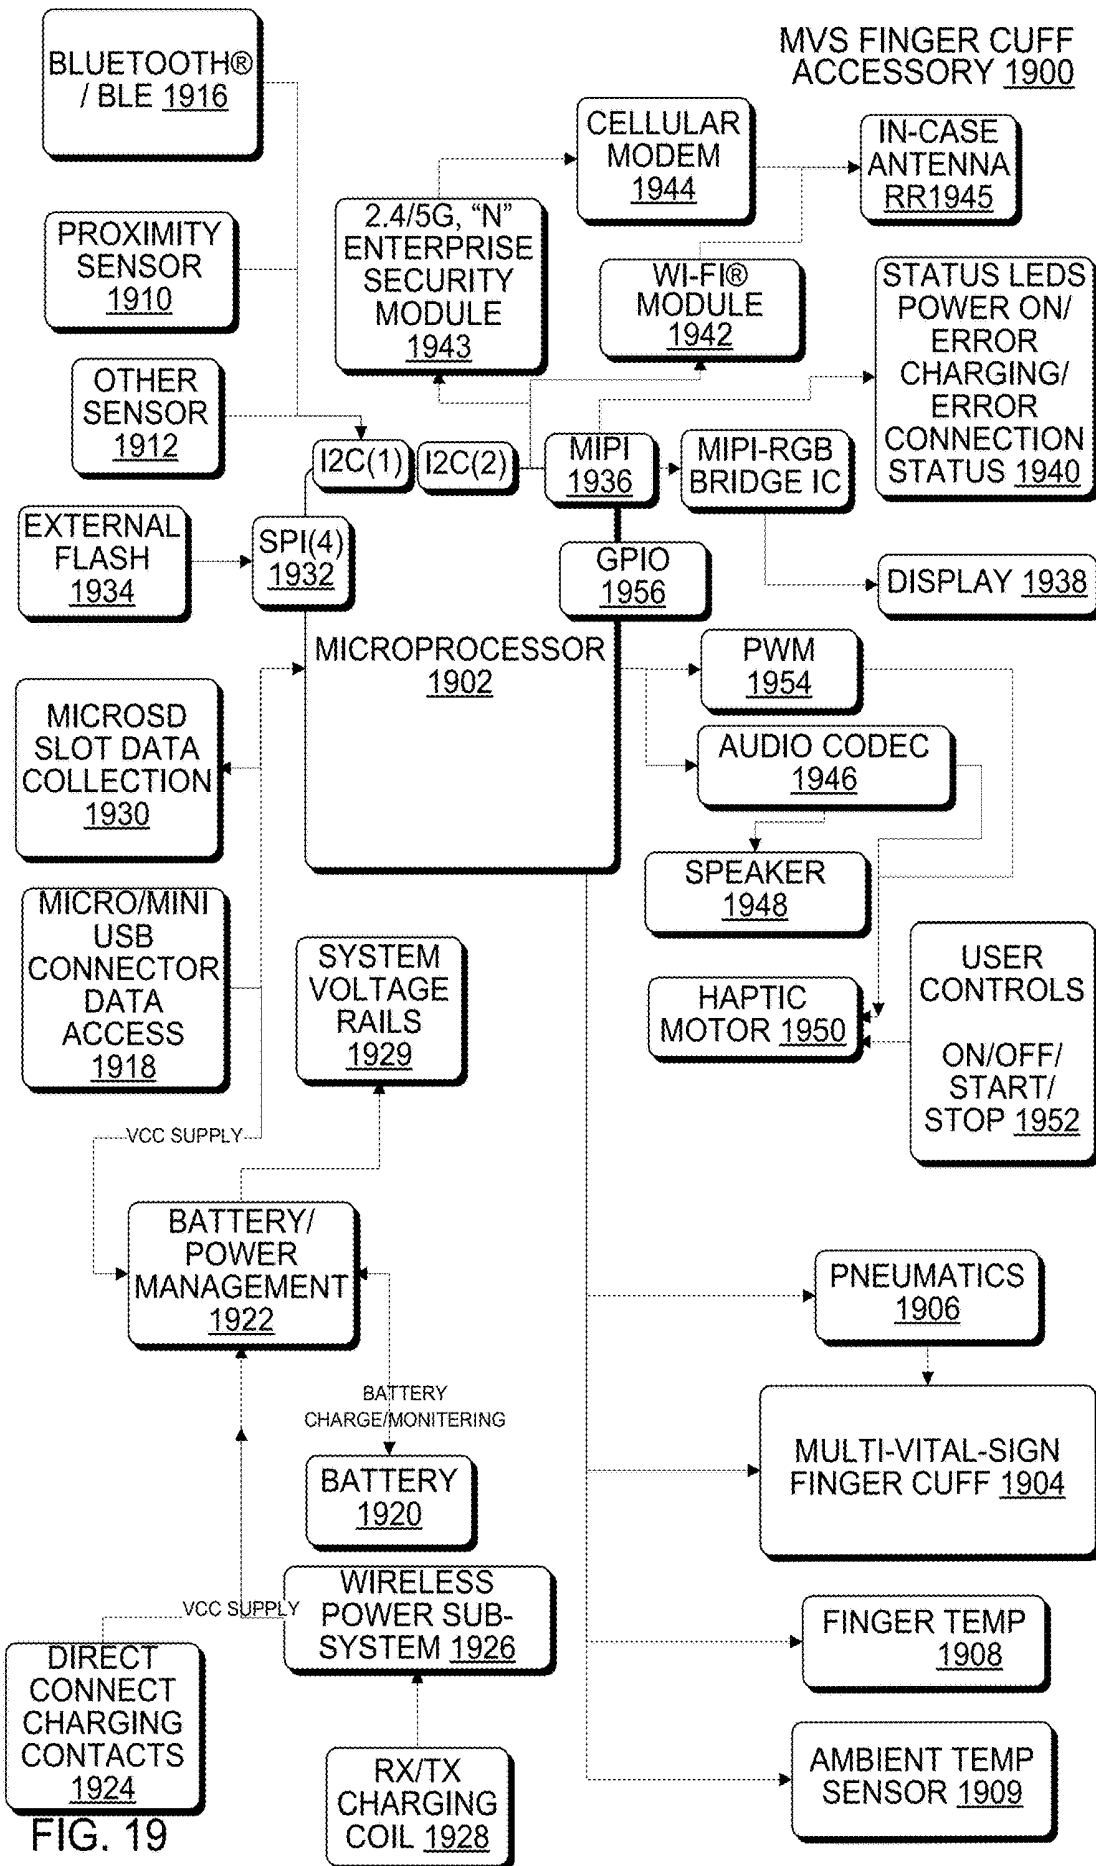 MVS FINGER CUFF
ACCESSORY 1900
BLUETOOTH®
/ BLE 1916
PROXIMITY
SENSOR
1910
OTHER
SENSOR
1912
CELLULAR
MODEM
1944
IN-CASE
ANTENNA
RR1945
2.4/5G, “N”
ENTERPRISE
SECURITY
MODULE
1943
WI-FI®
MODULE
1942
STATUS LEDS
POWER ON/
ERROR
CHARGING/
ERROR
CONNECTION
STATUS 1940
I2C(1)
I2C(2)
MIPI
1936
MIPI-RGB
BRIDGE IC
EXTERNAL
FLASH
1934
SPI(4)
1932
GPIO
1956
DISPLAY 1938
MICROPROCESSOR
1902
PWM
1954
MICROSD
SLOT DATA
COLLECTION
1930
AUDIO CODEC
1946
SPEAKER
1948
MICRO/MINI
USB
CONNECTOR
DATA
ACCESS
1918
SYSTEM
VOLTAGE
RAILS
1929
HAPTIC
MOTOR 1950
USER
CONTROLS
ON/OFF/
START/
STOP 1952
VCC SUPPLY
BATTERY/
POWER
MANAGEMENT
1922
PNEUMATICS
1906
BATTERY
CHARGE/MONITERING
BATTERY
1920
MULTI-VITAL-SIGN
FINGER CUFF 1904
VCC SUPPLY
WIRELESS
POWER SUB-
SYSTEM 1926
FINGER TEMP
1908
DIRECT
CONNECT
CHARGING
CONTACTS
1924
RX/TX
CHARGING
COIL 1928
AMBIENT TEMP
SENSOR 1909
FIG. 19